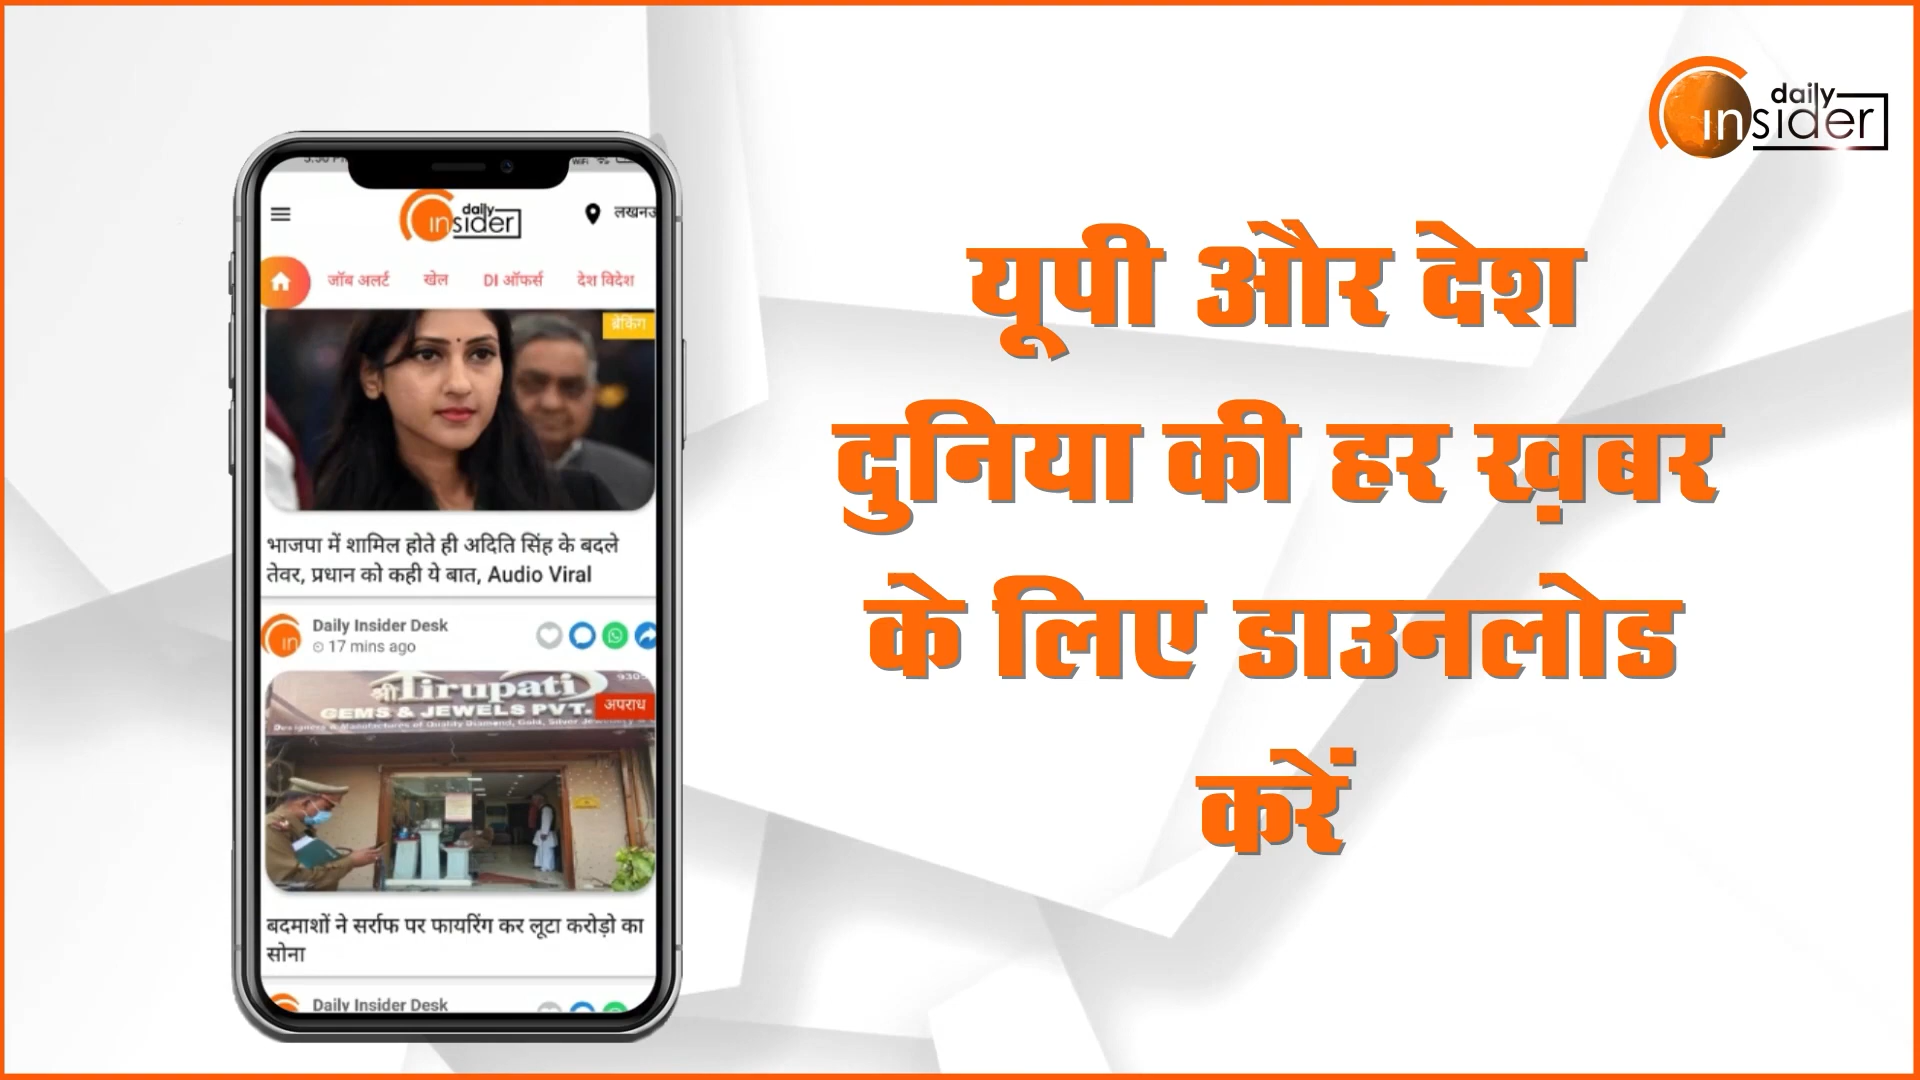 daily
insider
यूपी और देश
दुनिया की हर ख़बर
के लिए डाउनलोड
करें
daily
insider
जॉब अलर्ट खेल DI ऑफर्स देश विदेश
ब्रेकिंग
भाजपा में शामिल होते ही अदिति सिंह के बदले
तेवर, प्रधान को कही ये बात, Audio Viral
Daily Insider Desk
17 mins ago
श्री Tirupati
GEMS & JEWELS PVT.
अपराध
बदमाशों ने सर्राफ पर फायरिंग कर लूटा करोड़ो का
सोना
Daily Insider Desk